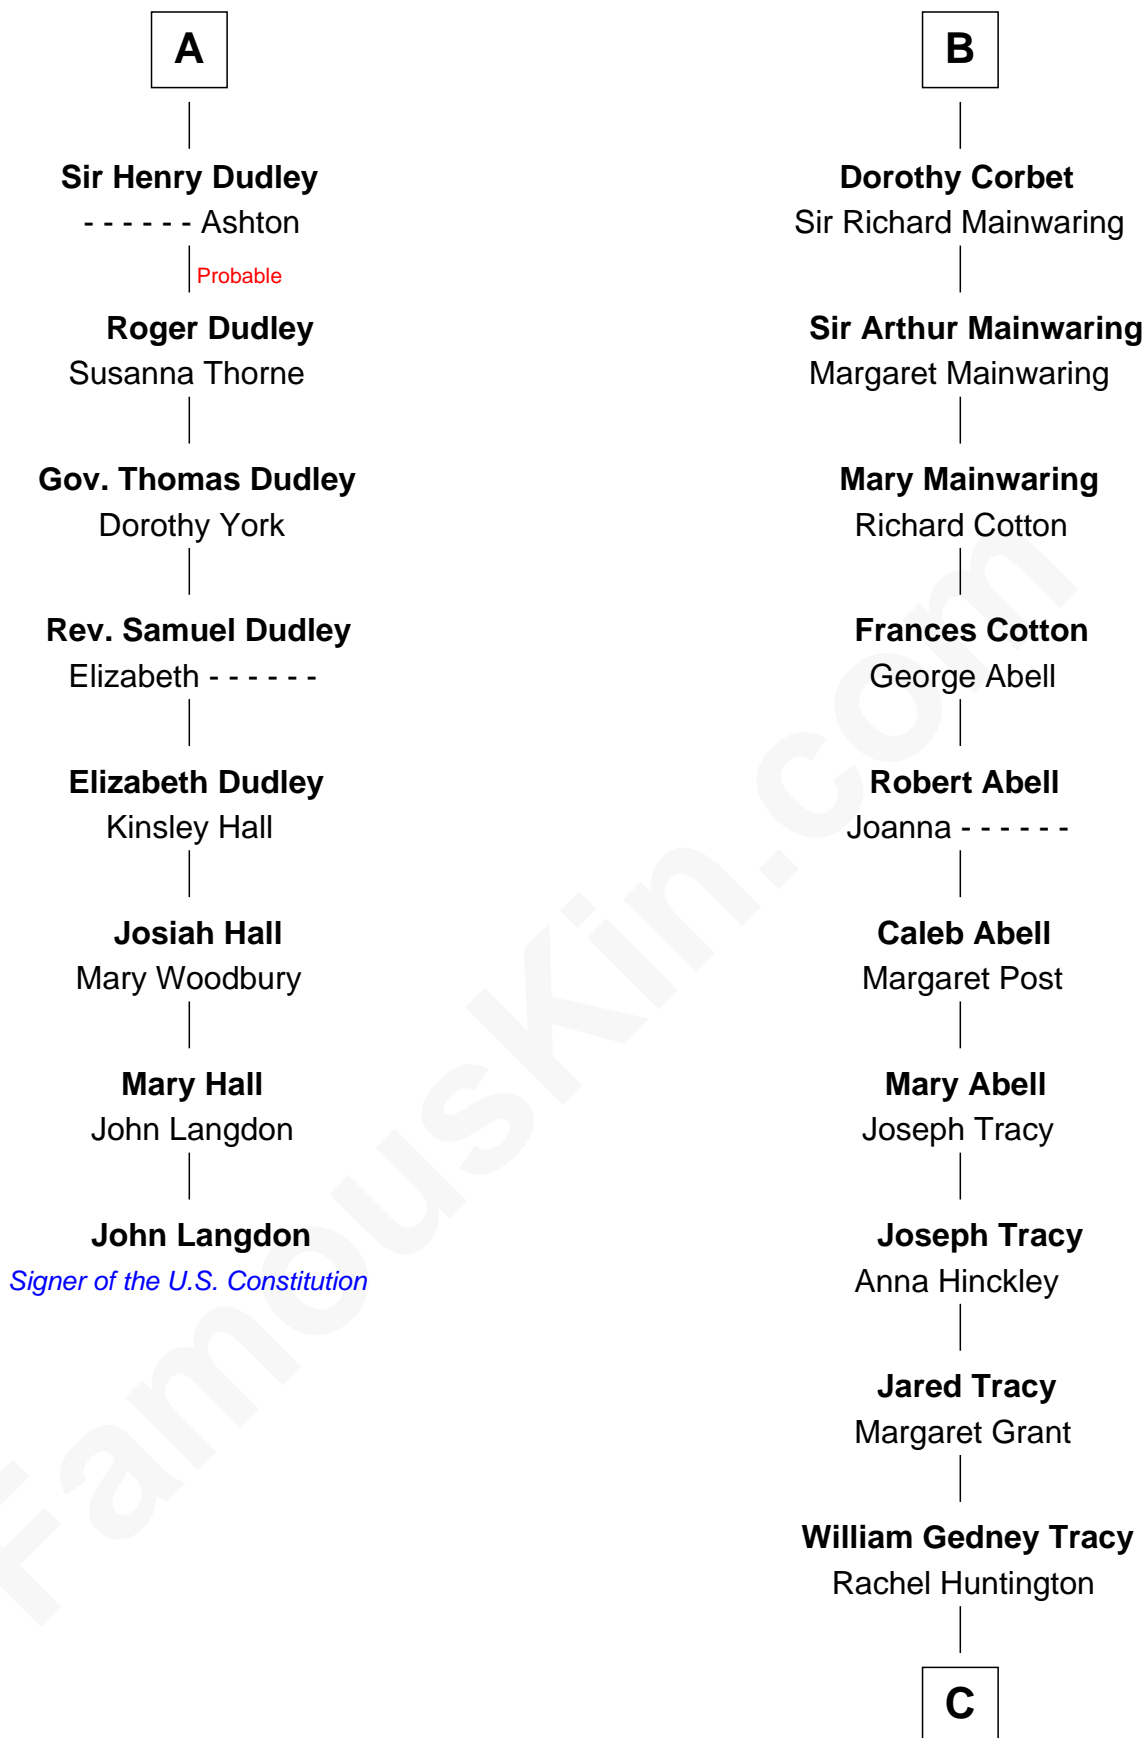 A
Sir Henry Dudley
- - - - - - Ashton
Probable
Roger Dudley
Susanna Thorne
Gov. Thomas Dudley
Dorothy York
Rev. Samuel Dudley
Elizabeth - - - - - -
Elizabeth Dudley
Kinsley Hall
Josiah Hall
Mary Woodbury
Mary Hall
John Langdon
John Langdon
Signer of the U.S. Constitution
B
Dorothy Corbet
Sir Richard Mainwaring
Sir Arthur Mainwaring
Margaret Mainwaring
Mary Mainwaring
Richard Cotton
Frances Cotton
George Abell
Robert Abell
Joanna - - - - - -
Caleb Abell
Margaret Post
Mary Abell
Joseph Tracy
Joseph Tracy
Anna Hinckley
Jared Tracy
Margaret Grant
William Gedney Tracy
Rachel Huntington
C
FamousKin.com